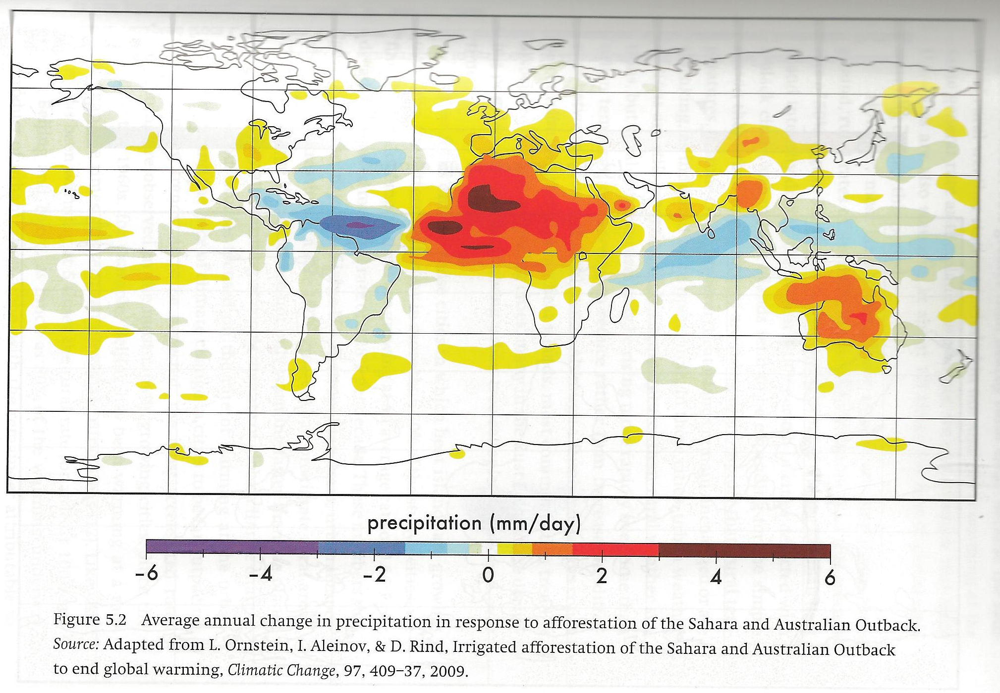 precipitation (mm/day)
−6 −4 −2 0 2 4 6
Figure 5.2 Average annual change in precipitation in response to afforestation of the Sahara and Australian Outback.
Source: Adapted from L. Ornstein, I. Aleinov, & D. Rind, Irrigated afforestation of the Sahara and Australian Outback
to end global warming, Climatic Change, 97, 409–37, 2009.